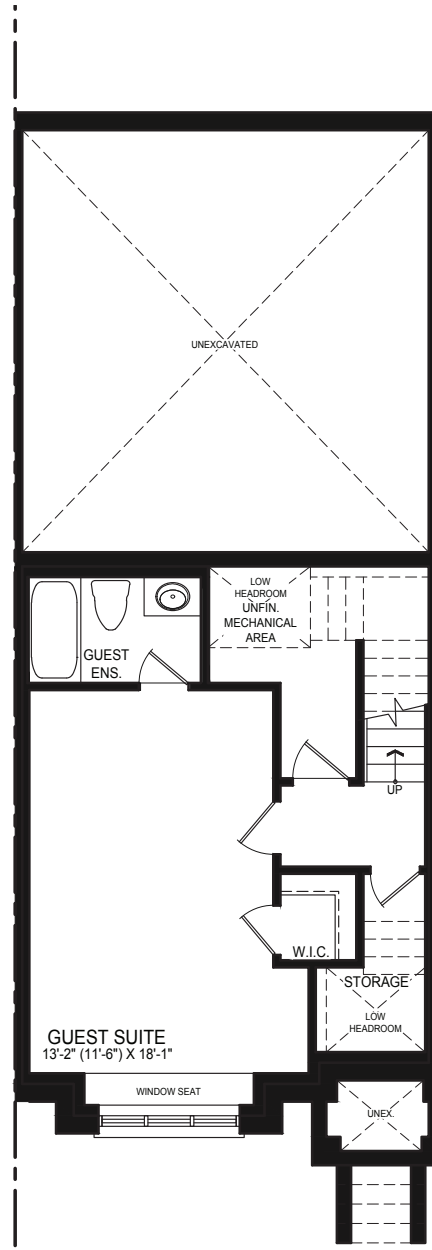 UNEXCAVATED
LOW
HEADROOM
UNFIN.
MECHANICAL
AREA
GUEST
ENS.
UP
W.I.C.
STORAGE
LOW
HEADROOM
GUEST SUITE
13'-2" (11'-6") X 18'-1"
WINDOW SEAT
UNEX.